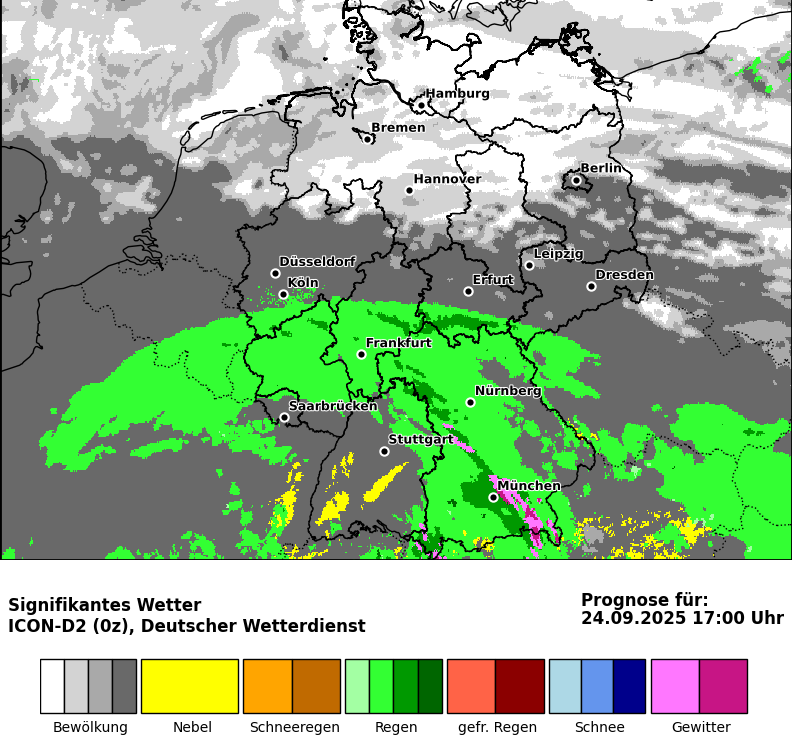 Hamburg
Bremen
Berlin
Hannover
Leipzig
Düsseldorf
Dresden
Köln
Erfurt
Frankfurt
Nürnberg
Saarbrücken
Stuttgart
München
Signifikantes Wetter
ICON-D2 (0z), Deutscher Wetterdienst
Prognose für:
24.09.2025 17:00 Uhr
Bewölkung Nebel Schneeregen Regen gefr. Regen Schnee Gewitter